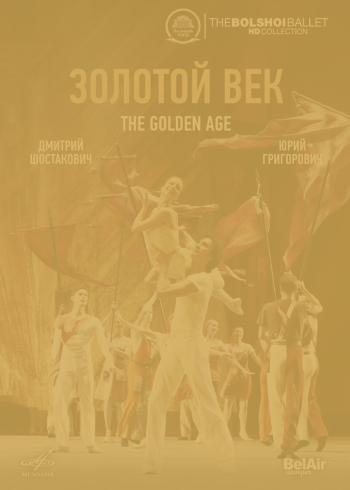 THE BOLSHOI BALLET
HD COLLECTION
ЗОЛОТОЙ ВЕК
THE GOLDEN AGE
ДМИТРИЙ
ШОСТАКОВИЧ
ЮРИЙ
ГРИГОРОВИЧ
BelAir